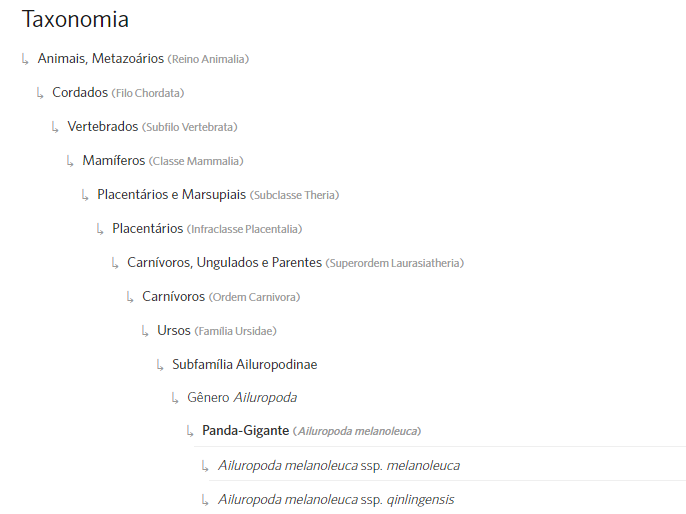 Taxonomia
↳ Animais, Metazoários (Reino Animalia)
↳ Cordados (Filo Chordata)
↳ Vertebrados (Subfilo Vertebrata)
↳ Mamíferos (Classe Mammalia)
↳ Placentários e Marsupiais (Subclasse Theria)
↳ Placentários (Infraclasse Placentalia)
↳ Carnívoros, Ungulados e Parentes (Superordem Laurasiatheria)
↳ Carnívoros (Ordem Carnivora)
↳ Ursos (Família Ursidae)
↳ Subfamília Ailuropodinae
↳ Gênero Ailuropoda
↳ Panda-Gigante (Ailuropoda melanoleuca)
↳ Ailuropoda melanoleuca ssp. melanoleuca
↳ Ailuropoda melanoleuca ssp. qinlingensis